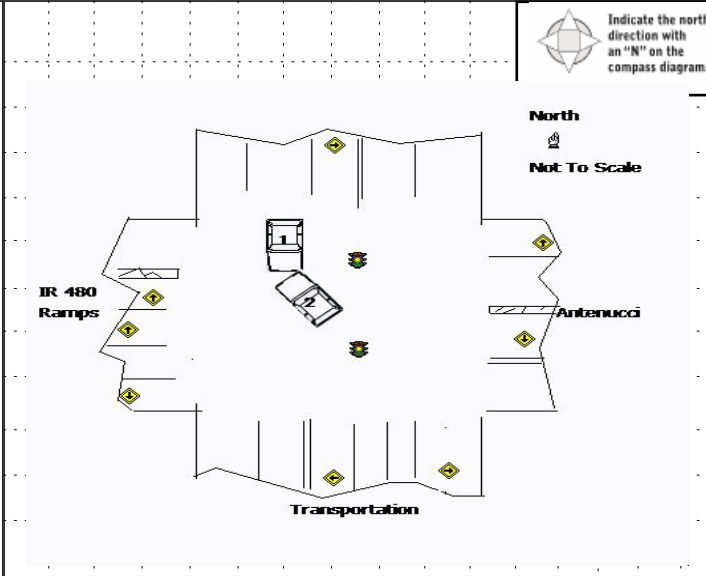 Indicate the north
direction with
an “N” on the
compass diagram.
North
Not To Scale
1
IR 480
Ramps
2
Antenucci
Transportation